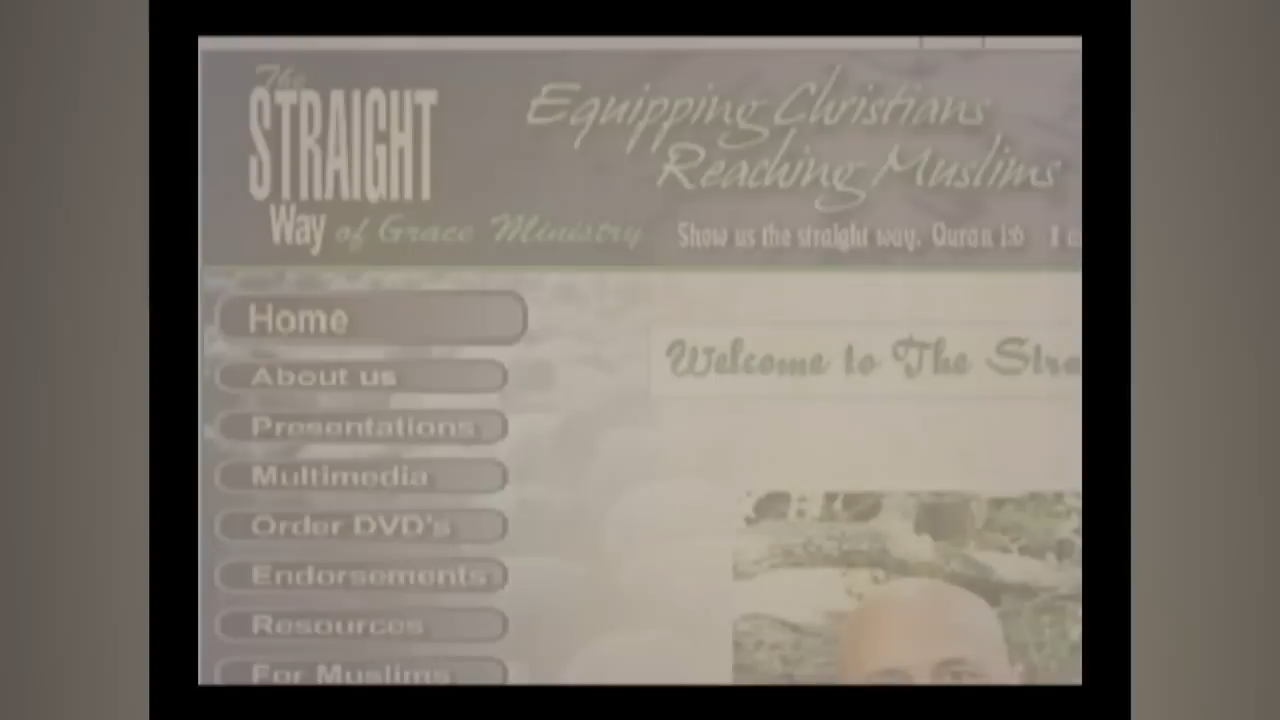 The
STRAIGHT
Way of Grace Ministry
Equipping Christians
Reaching Muslims
Show us the straight way. Quran 1:6 I
Home
About us
Presentations
Multimedia
Order DVD's
Endorsements
Resources
For Muslims
Welcome to The Stra